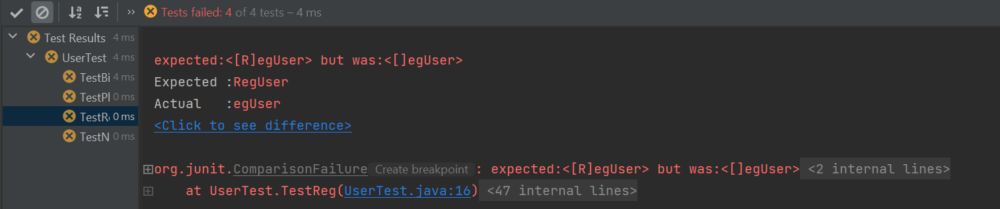 Tests failed: 4 of 4 tests – 4 ms
Test Results 4 ms
UserTest 4 ms
TestBi 4 ms
TestPl 0 ms
TestR 0 ms
TestN 0 ms
expected:<[R]egUser> but was:<[]egUser>
Expected :RegUser
Actual   :egUser
<Click to see difference>
org.junit.ComparisonFailure Create breakpoint : expected:<[R]egUser> but was:<[]egUser> <2 internal lines>
at UserTest.TestReg(UserTest.java:16) <47 internal lines>